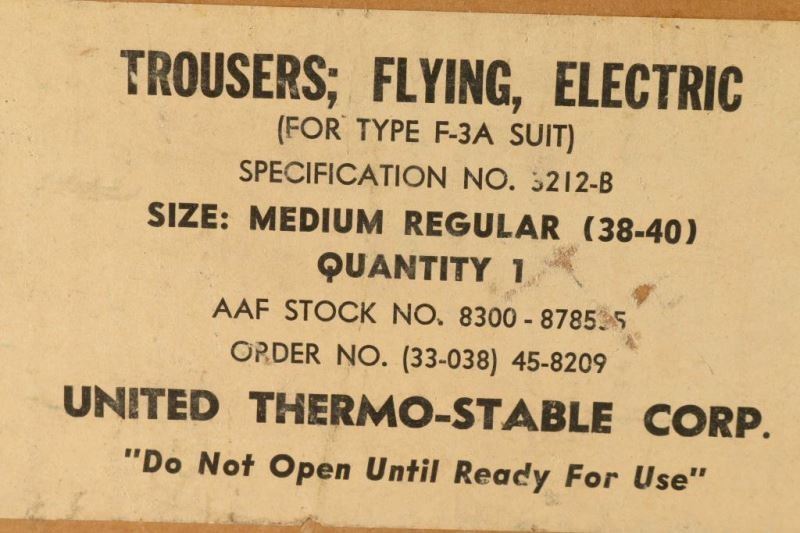 TROUSERS; FLYING, ELECTRIC
(FOR TYPE F-3A SUIT)
SPECIFICATION NO.
SIZE: MEDIUM REGULAR (38-40)
QUANTITY 1
AAF STOCK NO.
ORDER NO. (33-038) 45-8209
UNITED THERMO-STABLE CORP.
"Do Not Open Until Ready For Use"